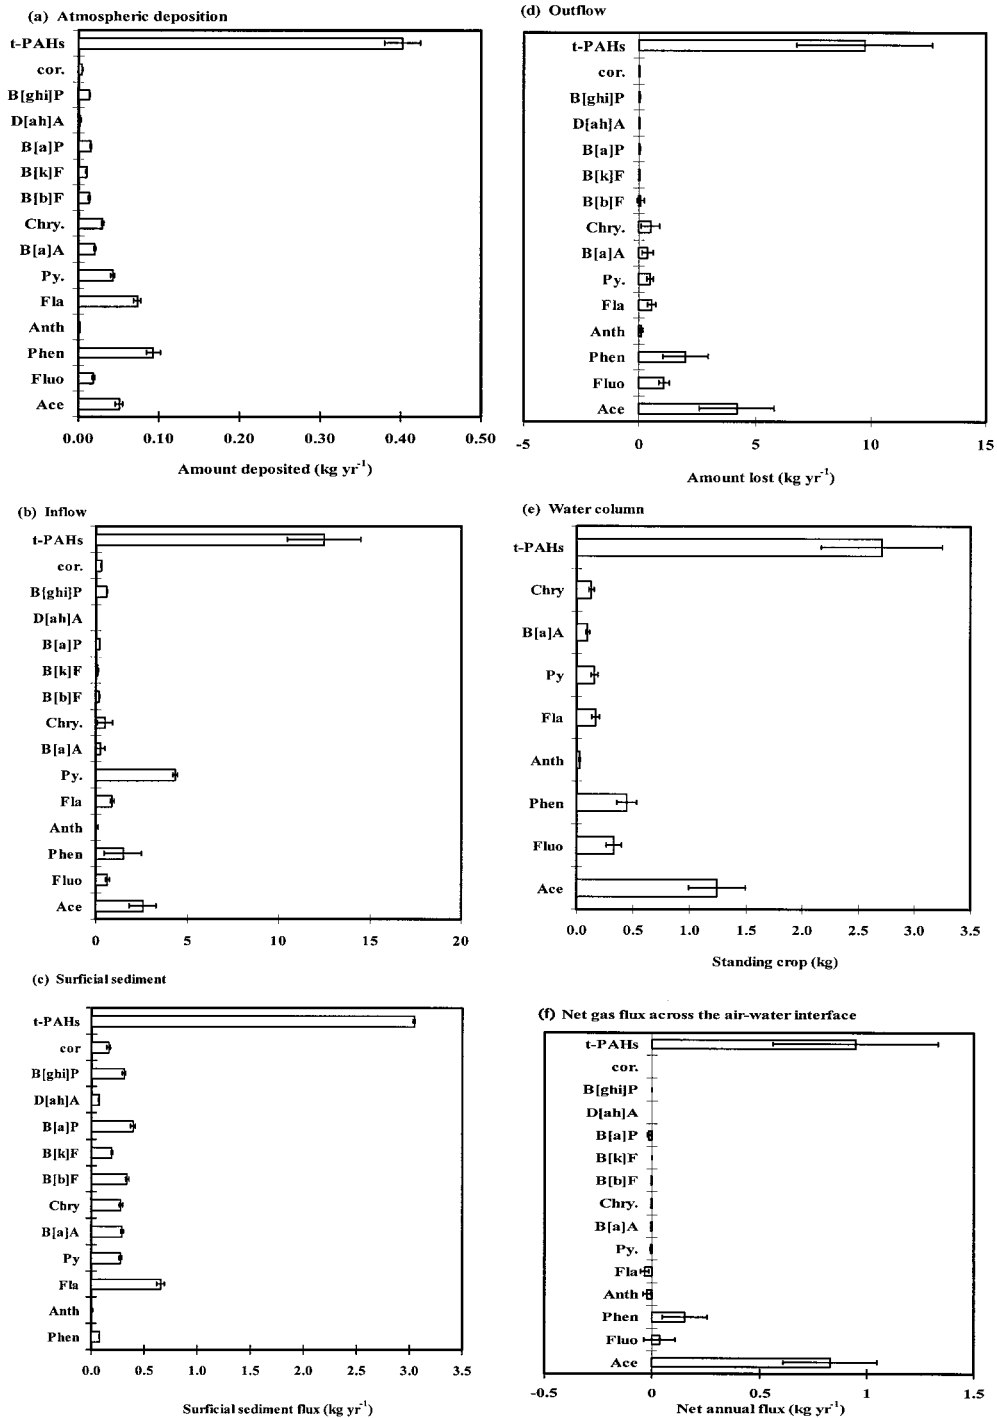 (a) Atmospheric deposition
t-PAHs
cor.
B[ghi]P
D[ah]A
B[a]P
B[k]F
B[b]F
Chry.
B[a]A
Py.
Fla
Anth
Phen
Fluo
Ace
0.00 0.10 0.20 0.30 0.40 0.50
Amount deposited (kg yr-1)
(b) Inflow
t-PAHs
cor.
B[ghi]P
D[ah]A
B[a]P
B[k]F
B[b]F
Chry.
B[a]A
Py.
Fla
Anth
Phen
Fluo
Ace
0 5 10 15 20
(c) Surficial sediment
t-PAHs
cor
B[ghi]P
D[ah]A
B[a]P
B[k]F
B[b]F
Chry
B[a]A
Py
Fla
Anth
Phen
0.0 0.5 1.0 1.5 2.0 2.5 3.0 3.5
Surficial sediment flux (kg yr-1)
(d) Outflow
t-PAHs
cor.
B[ghi]P
D[ah]A
B[a]P
B[k]F
B[b]F
Chry.
B[a]A
Py.
Fla
Anth
Phen
Fluo
Ace
-5 0 5 10 15
Amount lost (kg yr-1)
(e) Water column
t-PAHs
Chry
B[a]A
Py
Fla
Anth
Phen
Fluo
Ace
0.0 0.5 1.0 1.5 2.0 2.5 3.0 3.5
Standing crop (kg)
(f) Net gas flux across the air-water interface
t-PAHs
cor.
B[ghi]P
D[ah]A
B[a]P
B[k]F
B[b]F
Chry.
B[a]A
Py.
Fla
Anth
Phen
Fluo
Ace
-0.5 0 0.5 1 1.5
Net annual flux (kg yr-1)